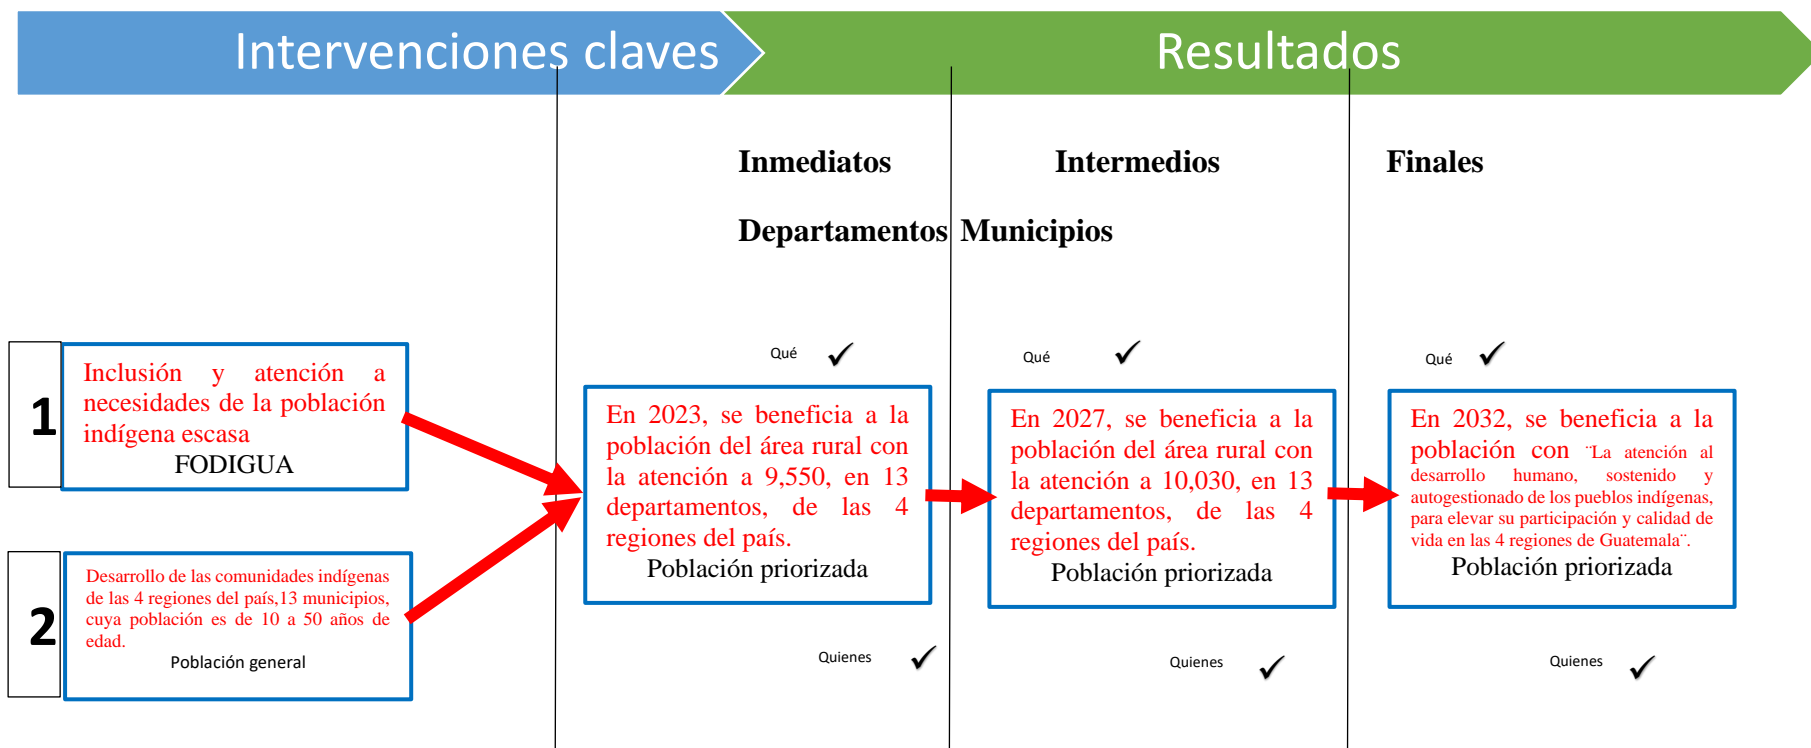 Intervenciones claves
Resultados
Inmediatos
Intermedios
Finales
Departamentos
Municipios
1
Inclusión y atención a
necesidades de la población
indígena escasa
FODIGUA
2
Desarrollo de las comunidades indígenas
de las 4 regiones del país,13 municipios,
cuya población es de 10 a 50 años de
edad.
Población general
Qué
En 2023, se beneficia a la
población del área rural con
la atención a 9,550, en 13
departamentos, de las 4
regiones del país.
Población priorizada
Quienes
Qué
En 2027, se beneficia a la
población del área rural con
la atención a 10,030, en 13
departamentos, de las 4
regiones del país.
Población priorizada
Quienes
Qué
En 2032, se beneficia a la
población con ¨La atención al
desarrollo humano, sostenido y
autogestionado de los pueblos indígenas,
para elevar su participación y calidad de
vida en las 4 regiones de Guatemala¨.
Población priorizada
Quienes